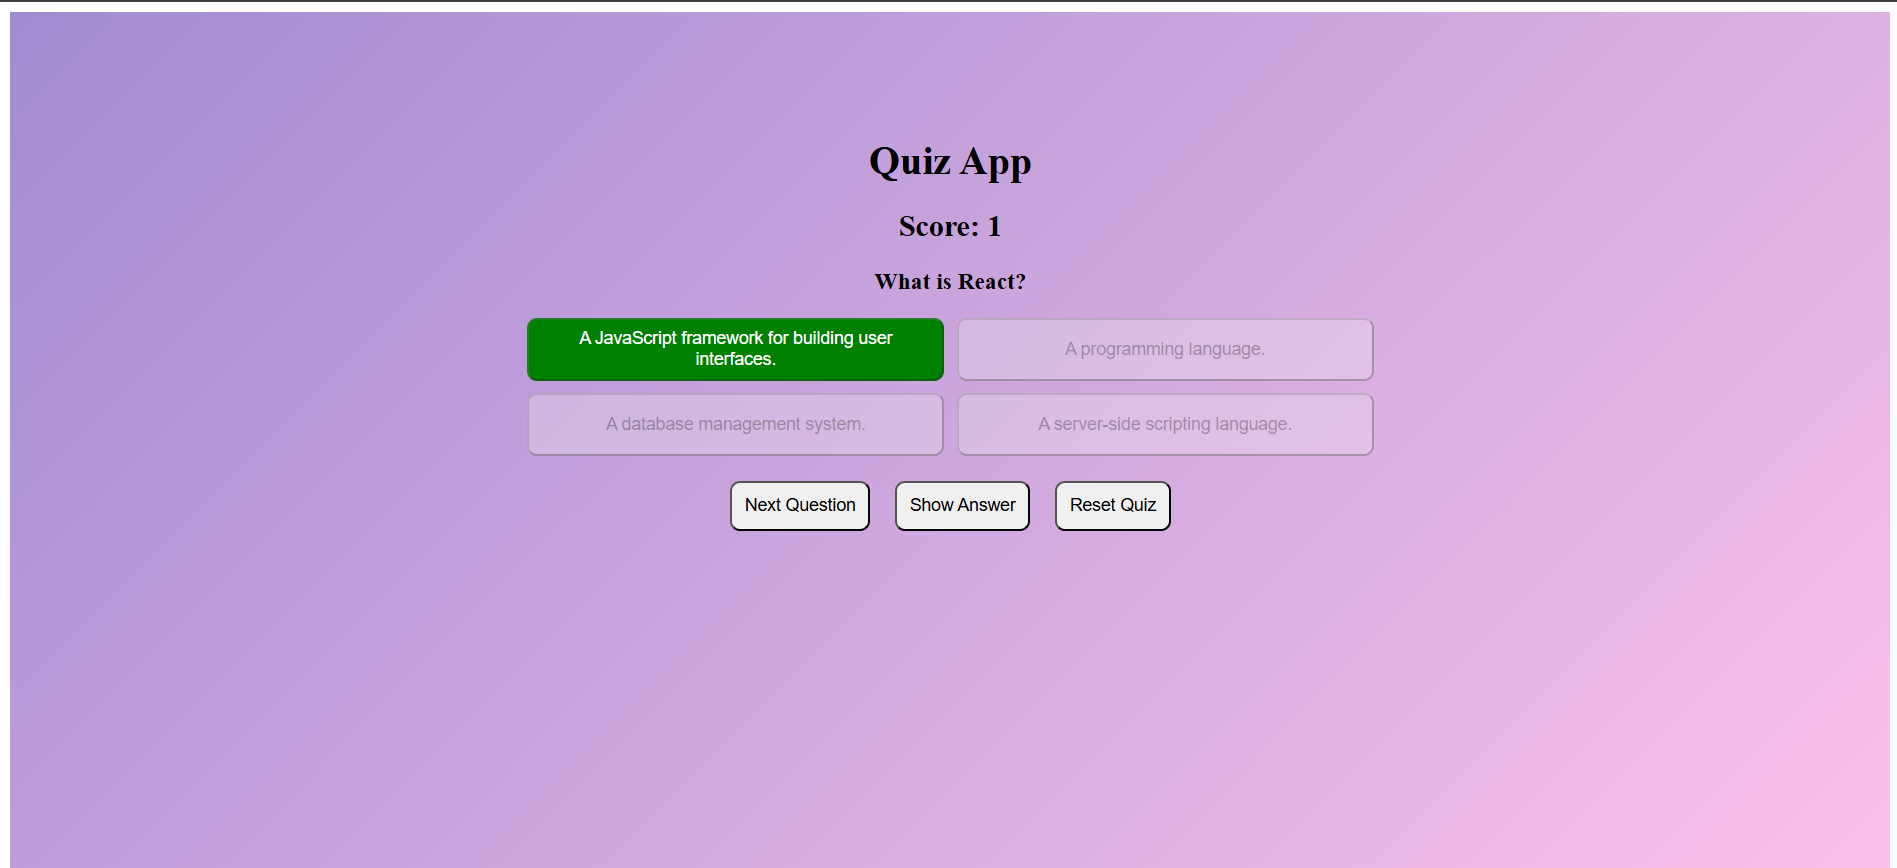 Quiz App
Score: 1
What is React?
A JavaScript framework for building user
interfaces.
A programming language.
A database management system.
A server-side scripting language.
Next Question
Show Answer
Reset Quiz